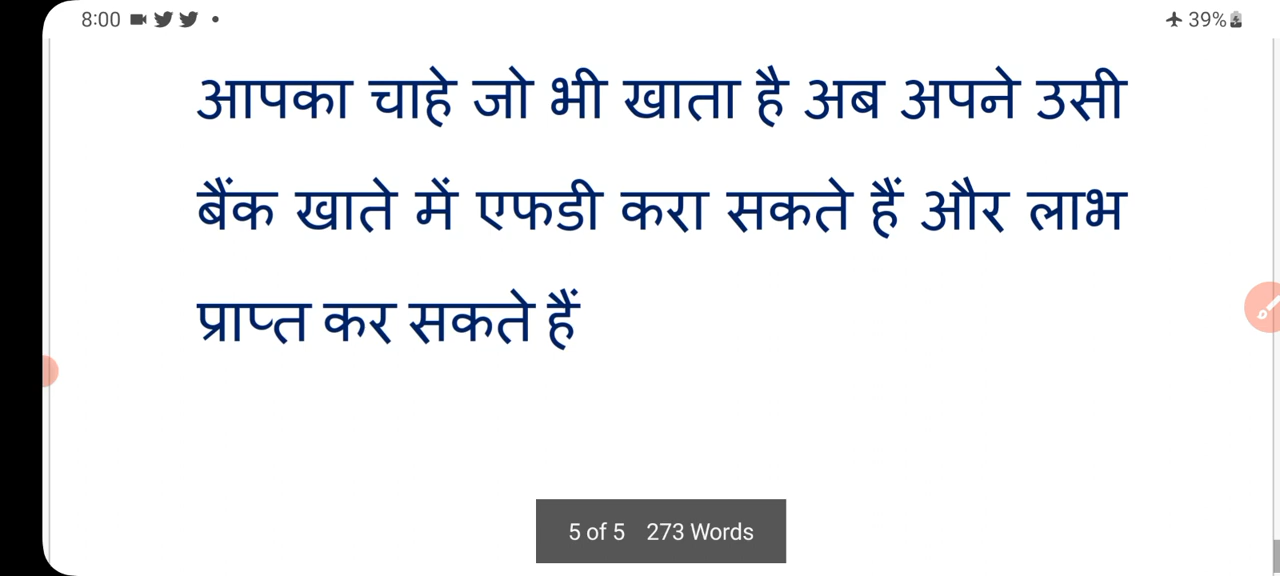 8:00 39%
आपका चाहे जो भी खाता है अब अपने उसी
बैंक खाते में एफडी करा सकते हैं और लाभ
प्राप्त कर सकते हैं
5 of 5 273 Words